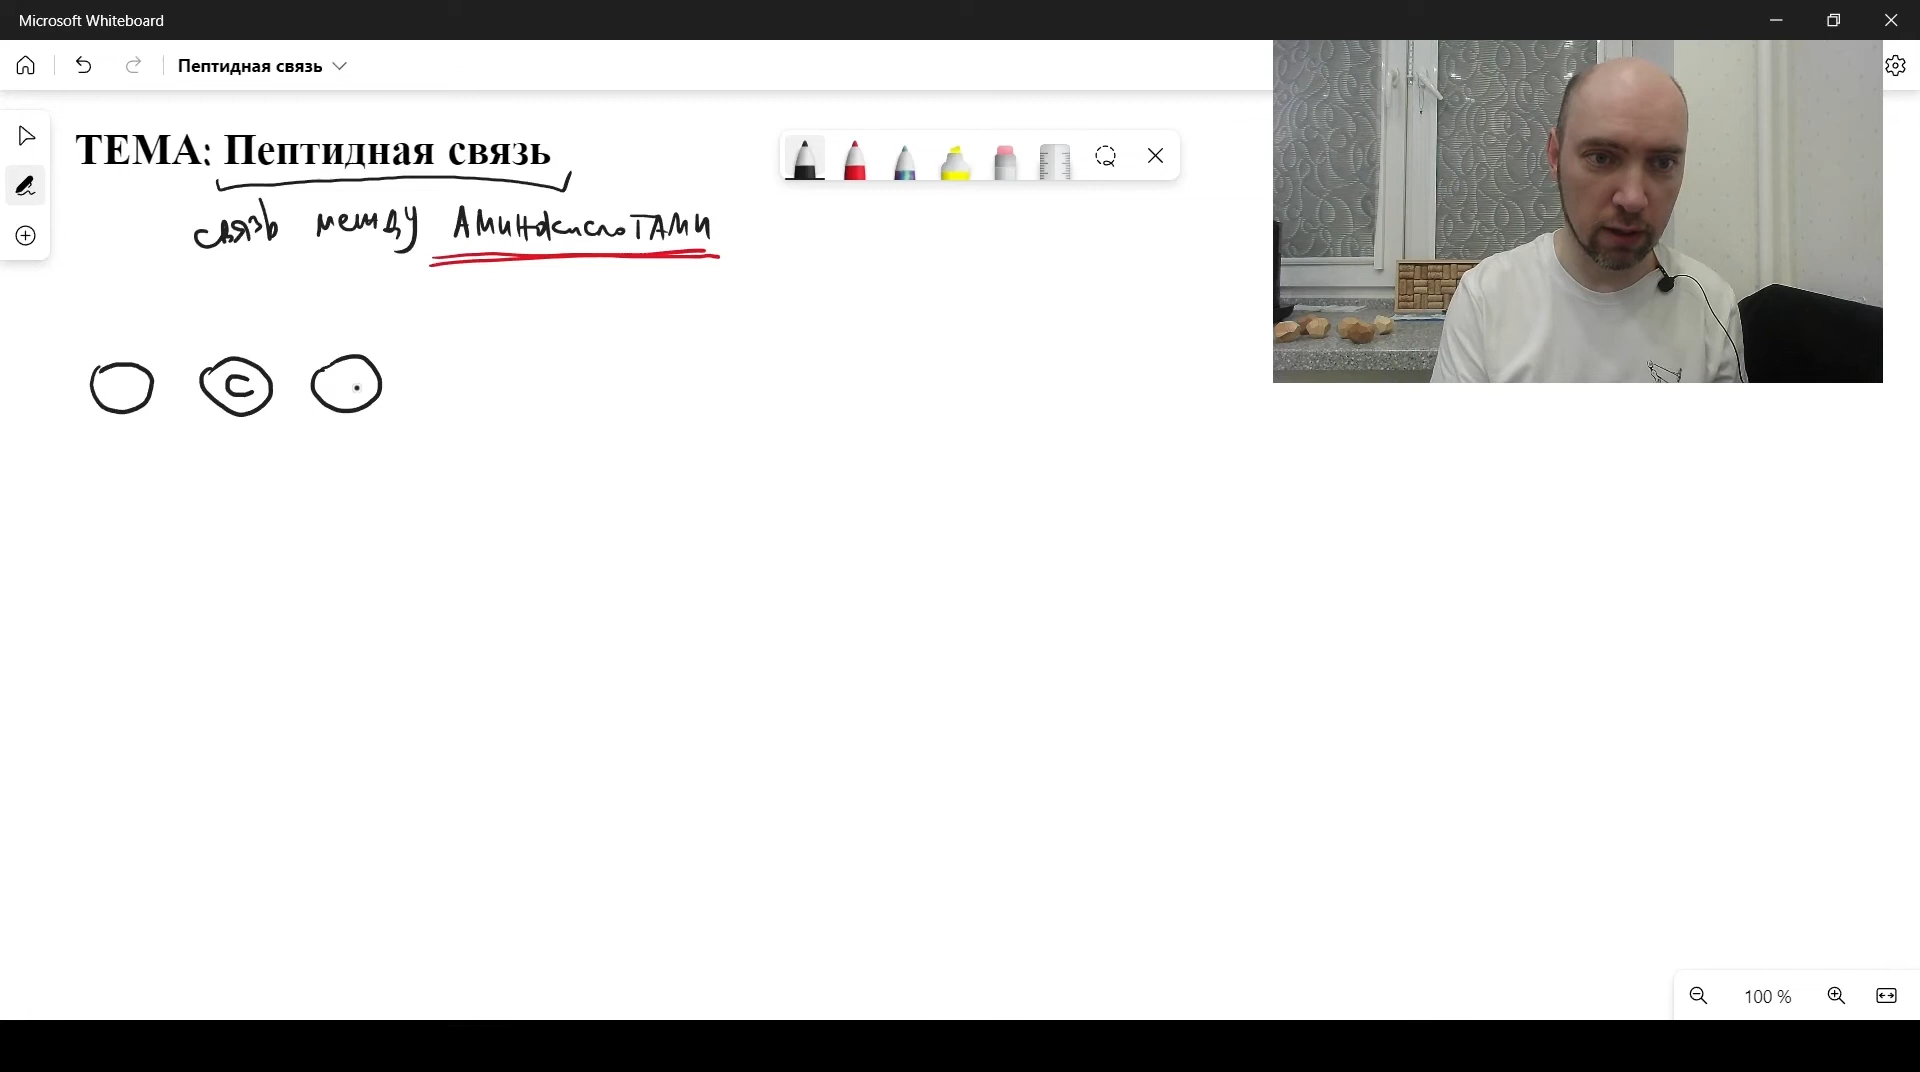 Microsoft Whiteboard
Пептидная связь
ТЕМА: Пептидная связь
связь между АминокислоТАМИ
С
100 %